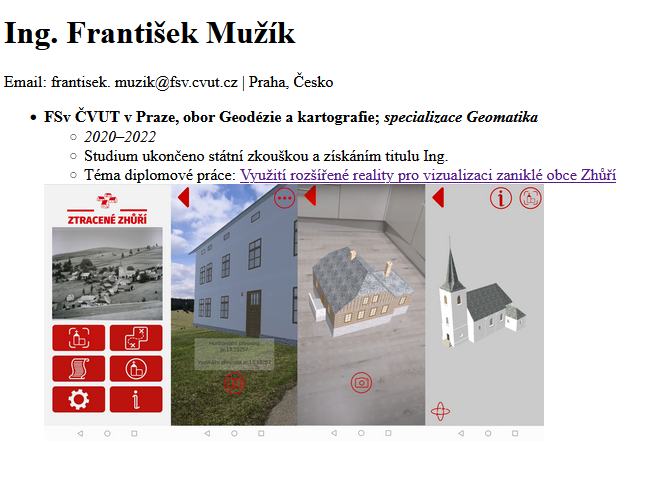 Ing. František Mužík
Email: frantisek. muzik@fsv.cvut.cz | Praha, Česko
FSv ČVUT v Praze, obor Geodézie a kartografie; specializace Geomatika
2020–2022
Studium ukončeno státní zkouškou a získáním titulu Ing.
Téma diplomové práce: Využití rozšířené reality pro vizualizaci zaniklé obce Zhůří
ZTRACENÉ ZHŮŘÍ